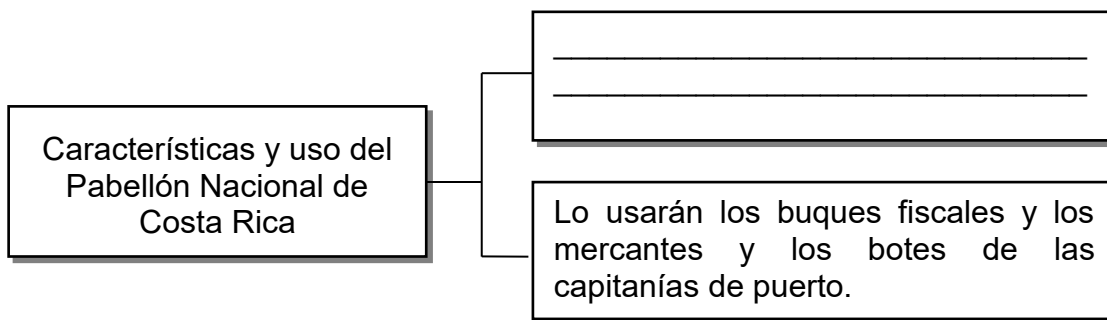 Características y uso del
Pabellón Nacional de
Costa Rica
Lo usarán los buques fiscales y los
mercantes y los botes de las
capitanías de puerto.